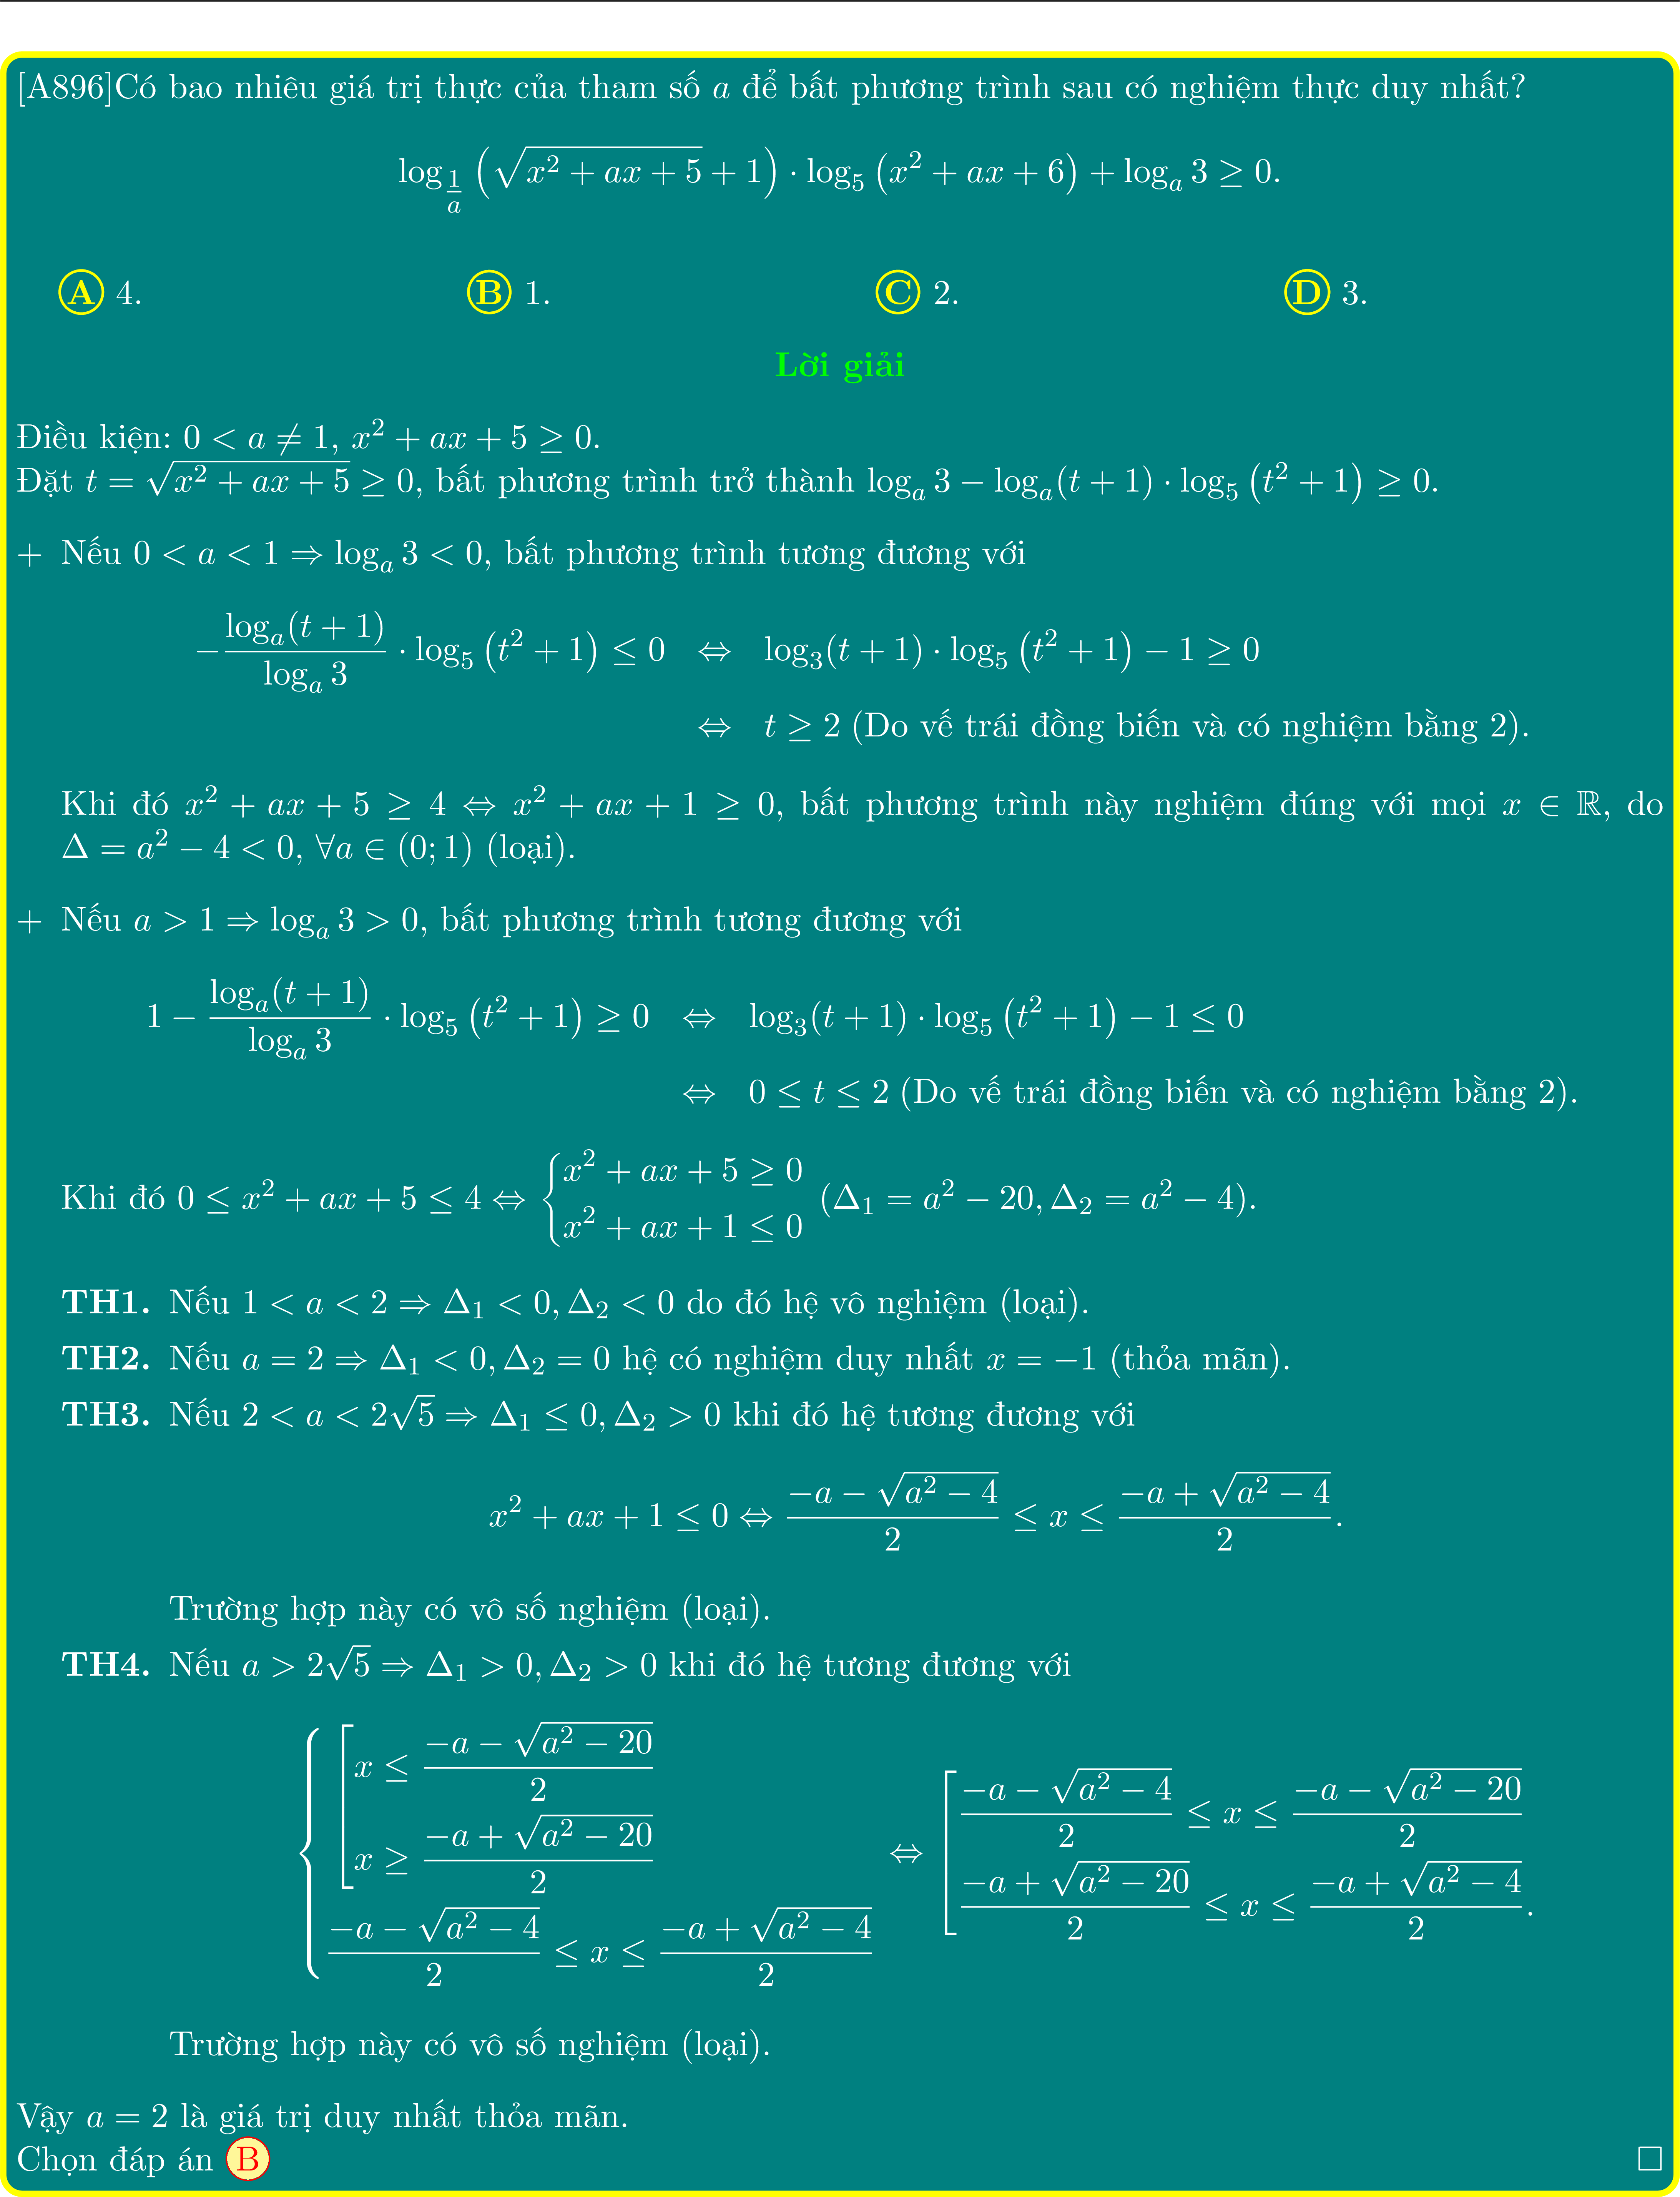 [A896]Có bao nhiêu giá trị thực của tham số a để bất phương trình sau có nghiệm thực duy nhất?
$\log_{\frac{1}{a}}\left(\sqrt{x^2+ax+5}+1\right)\cdot\log_5\left(x^2+ax+6\right)+\log_a 3\geq 0.$
A 4. B 1. C 2. D 3.
Lời giải
Điều kiện: $0<a\neq 1$, $x^2+ax+5\geq 0$.
Đặt $t=\sqrt{x^2+ax+5}\geq 0$, bất phương trình trở thành $\log_a 3-\log_a(t+1)\cdot\log_5\left(t^2+1\right)\geq 0$.
+ Nếu $0<a<1\Rightarrow\log_a 3<0$, bất phương trình tương đương với
$-\frac{\log_a(t+1)}{\log_a 3}\cdot\log_5\left(t^2+1\right)\leq 0\Leftrightarrow\log_3(t+1)\cdot\log_5\left(t^2+1\right)-1\geq 0$
$\Leftrightarrow t\geq 2$ (Do vế trái đồng biến và có nghiệm bằng 2).
Khi đó $x^2+ax+5\geq 4\Leftrightarrow x^2+ax+1\geq 0$, bất phương trình này nghiệm đúng với mọi $x\in\mathbb{R}$, do
$\Delta=a^2-4<0$, $\forall a\in(0;1)$ (loại).
+ Nếu $a>1\Rightarrow\log_a 3>0$, bất phương trình tương đương với
$1-\frac{\log_a(t+1)}{\log_a 3}\cdot\log_5\left(t^2+1\right)\geq 0\Leftrightarrow\log_3(t+1)\cdot\log_5\left(t^2+1\right)-1\leq 0$
$\Leftrightarrow 0\leq t\leq 2$ (Do vế trái đồng biến và có nghiệm bằng 2).
Khi đó $0\leq x^2+ax+5\leq 4\Leftrightarrow\begin{cases}x^2+ax+5\geq 0\\x^2+ax+1\leq 0\end{cases}$ $(\Delta_1=a^2-20,\Delta_2=a^2-4)$.
TH1. Nếu $1<a<2\Rightarrow\Delta_1<0,\Delta_2<0$ do đó hệ vô nghiệm (loại).
TH2. Nếu $a=2\Rightarrow\Delta_1<0,\Delta_2=0$ hệ có nghiệm duy nhất $x=-1$ (thỏa mãn).
TH3. Nếu $2<a<2\sqrt{5}\Rightarrow\Delta_1\leq 0,\Delta_2>0$ khi đó hệ tương đương với
$x^2+ax+1\leq 0\Leftrightarrow\frac{-a-\sqrt{a^2-4}}{2}\leq x\leq\frac{-a+\sqrt{a^2-4}}{2}.$
Trường hợp này có vô số nghiệm (loại).
TH4. Nếu $a>2\sqrt{5}\Rightarrow\Delta_1>0,\Delta_2>0$ khi đó hệ tương đương với
$\begin{cases}\left[\begin{array}{l}x\leq\frac{-a-\sqrt{a^2-20}}{2}\\x\geq\frac{-a+\sqrt{a^2-20}}{2}\end{array}\right.\\\frac{-a-\sqrt{a^2-4}}{2}\leq x\leq\frac{-a+\sqrt{a^2-4}}{2}\end{cases}\Leftrightarrow\left[\begin{array}{l}\frac{-a-\sqrt{a^2-4}}{2}\leq x\leq\frac{-a-\sqrt{a^2-20}}{2}\\\frac{-a+\sqrt{a^2-20}}{2}\leq x\leq\frac{-a+\sqrt{a^2-4}}{2}.\end{array}\right.$
Trường hợp này có vô số nghiệm (loại).
Vậy $a=2$ là giá trị duy nhất thỏa mãn.
Chọn đáp án B □